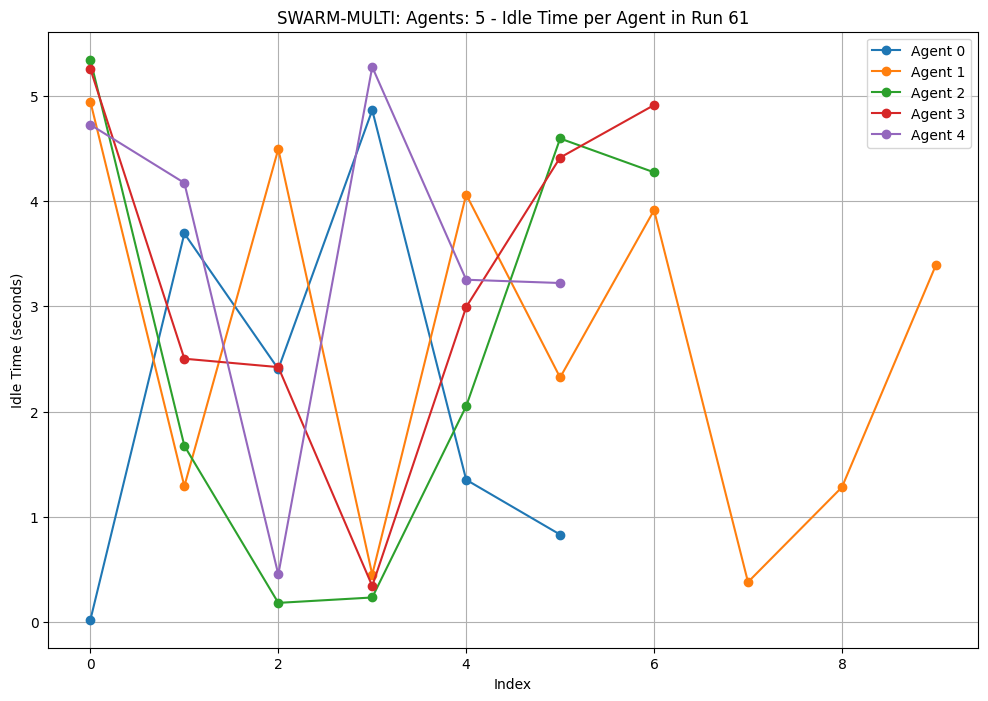 SWARM-MULTI: Agents: 5 - Idle Time per Agent in Run 61
Agent 0
Agent 1
Agent 2
Agent 3
Agent 4
Idle Time (seconds)
5
4
3
2
1
0
0 2 4 6 8
Index